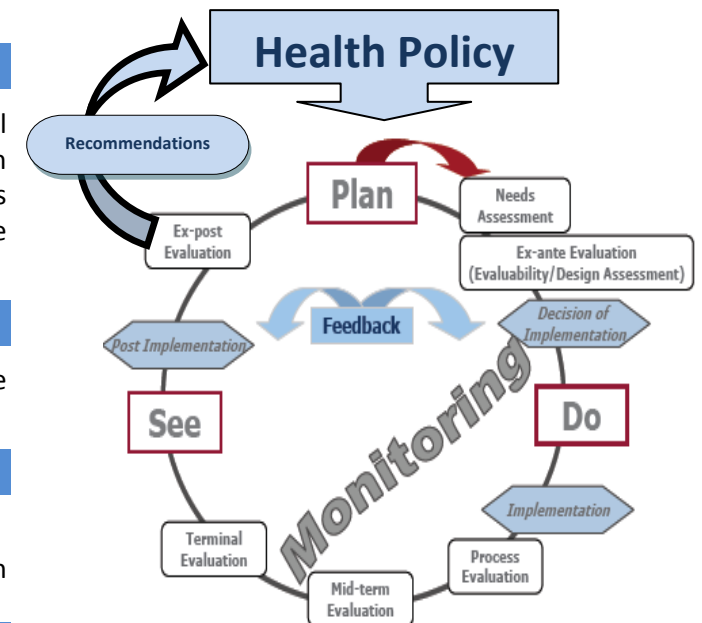 Health Policy
Recommendations
Plan
Needs
Assessment
Ex-post
Evaluation
Ex-ante Evaluation
(Evaluability/Design Assessment)
Feedback
Decision of
Implementation
Post Implementation
Monitoring
See
Do
Implementation
Terminal
Evaluation
Process
Evaluation
Mid-term
Evaluation